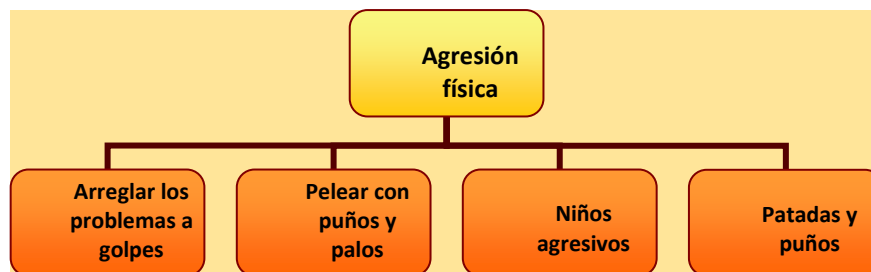 Agresión
física
Arreglar los
problemas a
golpes
Pelear con
puños y
palos
Niños
agresivos
Patadas y
puños